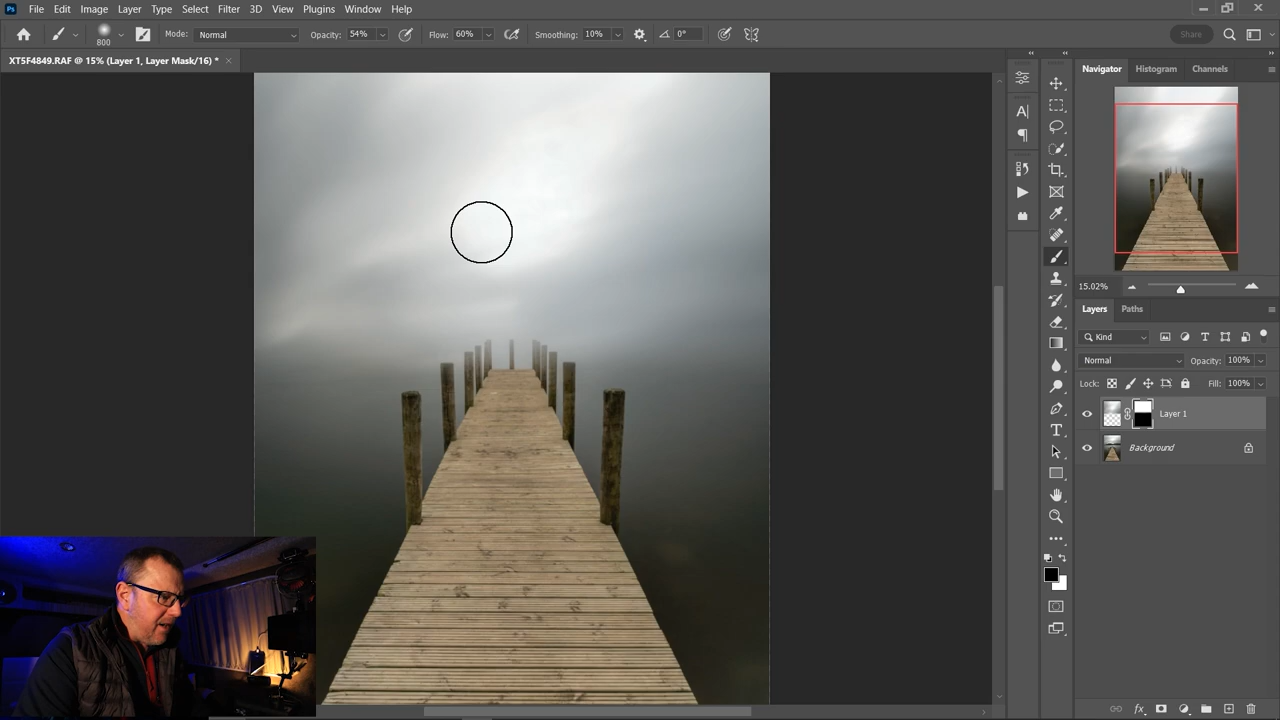 Ps File Edit Image Layer Type Select Filter 3D View Plugins Window Help
800 Mode: Normal Opacity: 54% Flow: 60% Smoothing: 10% 0° Share
XT5F4849.RAF @ 15% (Layer 1, Layer Mask/16) * ×
Navigator Histogram Channels
15.02%
Layers Paths
Kind
Normal Opacity: 100%
Lock: Fill: 100%
Layer 1
Background
fx